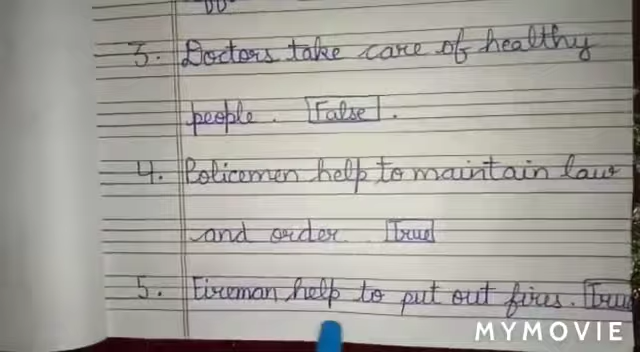 3. Doctors take care of healthy
people. False.
4. Policemen help to maintain law
and order True
5. Fireman help to put out fires. True
MYMOVIE